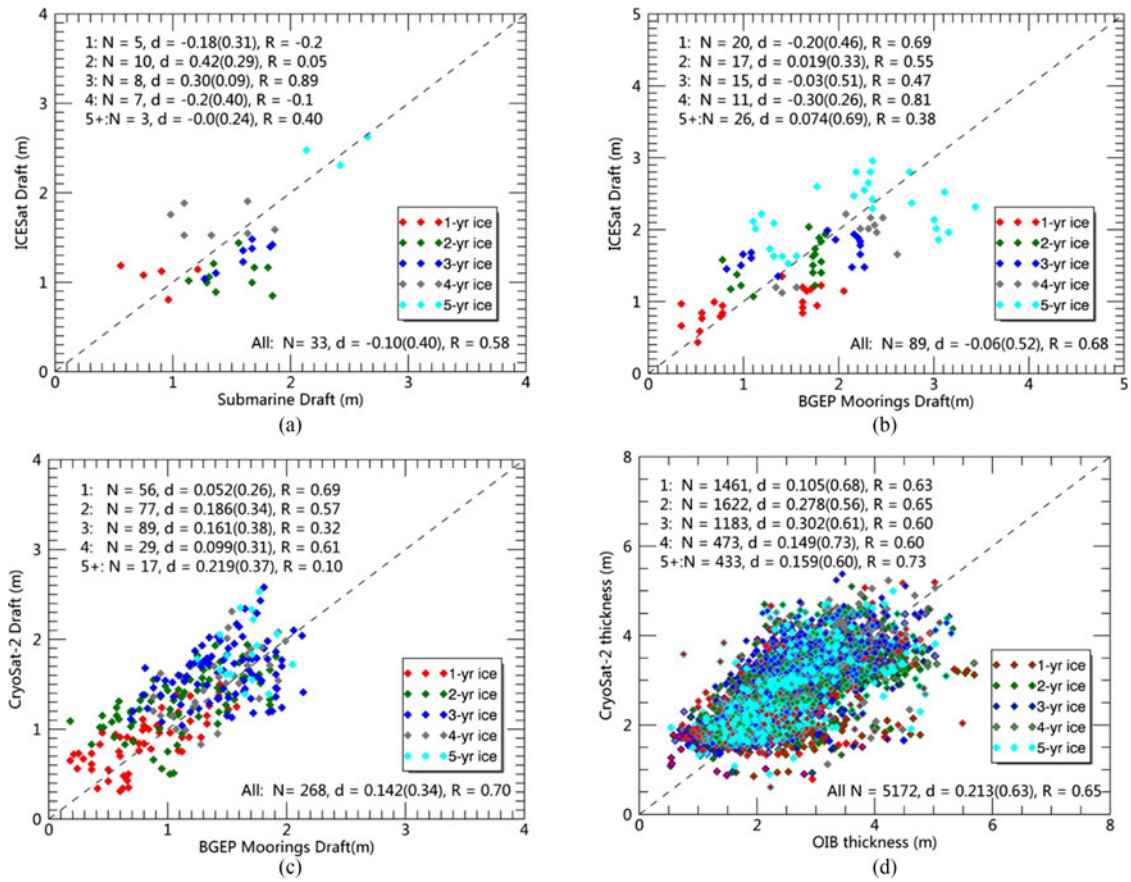 4
3
2
1
0
ICESat Draft (m)
1: N = 5, d = -0.18(0.31), R = -0.2
2: N = 10, d = 0.42(0.29), R = 0.05
3: N = 8, d = 0.30(0.09), R = 0.89
4: N = 7, d = -0.2(0.40), R = -0.1
5+:N = 3, d = -0.0(0.24), R = 0.40
1-yr ice
2-yr ice
3-yr ice
4-yr ice
5-yr ice
All: N= 33, d = -0.10(0.40), R = 0.58
0 1 2 3 4
Submarine Draft (m)
(a)
5
4
3
2
1
0
ICESat Draft (m)
1: N = 20, d = -0.20(0.46), R = 0.69
2: N = 17, d = 0.019(0.33), R = 0.55
3: N = 15, d = -0.03(0.51), R = 0.47
4: N = 11, d = -0.30(0.26), R = 0.81
5+:N = 26, d = 0.074(0.69), R = 0.38
1-yr ice
2-yr ice
3-yr ice
4-yr ice
5-yr ice
All: N= 89, d = -0.06(0.52), R = 0.68
0 1 2 3 4 5
BGEP Moorings Draft(m)
(b)
4
3
2
1
0
CryoSat-2 Draft (m)
1: N = 56, d = 0.052(0.26), R = 0.69
2: N = 77, d = 0.186(0.34), R = 0.57
3: N = 89, d = 0.161(0.38), R = 0.32
4: N = 29, d = 0.099(0.31), R = 0.61
5+:N = 17, d = 0.219(0.37), R = 0.10
1-yr ice
2-yr ice
3-yr ice
4-yr ice
5-yr ice
All: N= 268, d = 0.142(0.34), R = 0.70
0 1 2 3 4
BGEP Moorings Draft(m)
(c)
8
6
4
2
0
CryoSat-2 thickness (m)
1: N = 1461, d = 0.105(0.68), R = 0.63
2: N = 1622, d = 0.278(0.56), R = 0.65
3: N = 1183, d = 0.302(0.61), R = 0.60
4: N = 473, d = 0.149(0.73), R = 0.60
5+:N = 433, d = 0.159(0.60), R = 0.73
1-yr ice
2-yr ice
3-yr ice
4-yr ice
5-yr ice
All N = 5172, d = 0.213(0.63), R = 0.65
0 2 4 6 8
OIB thickness (m)
(d)